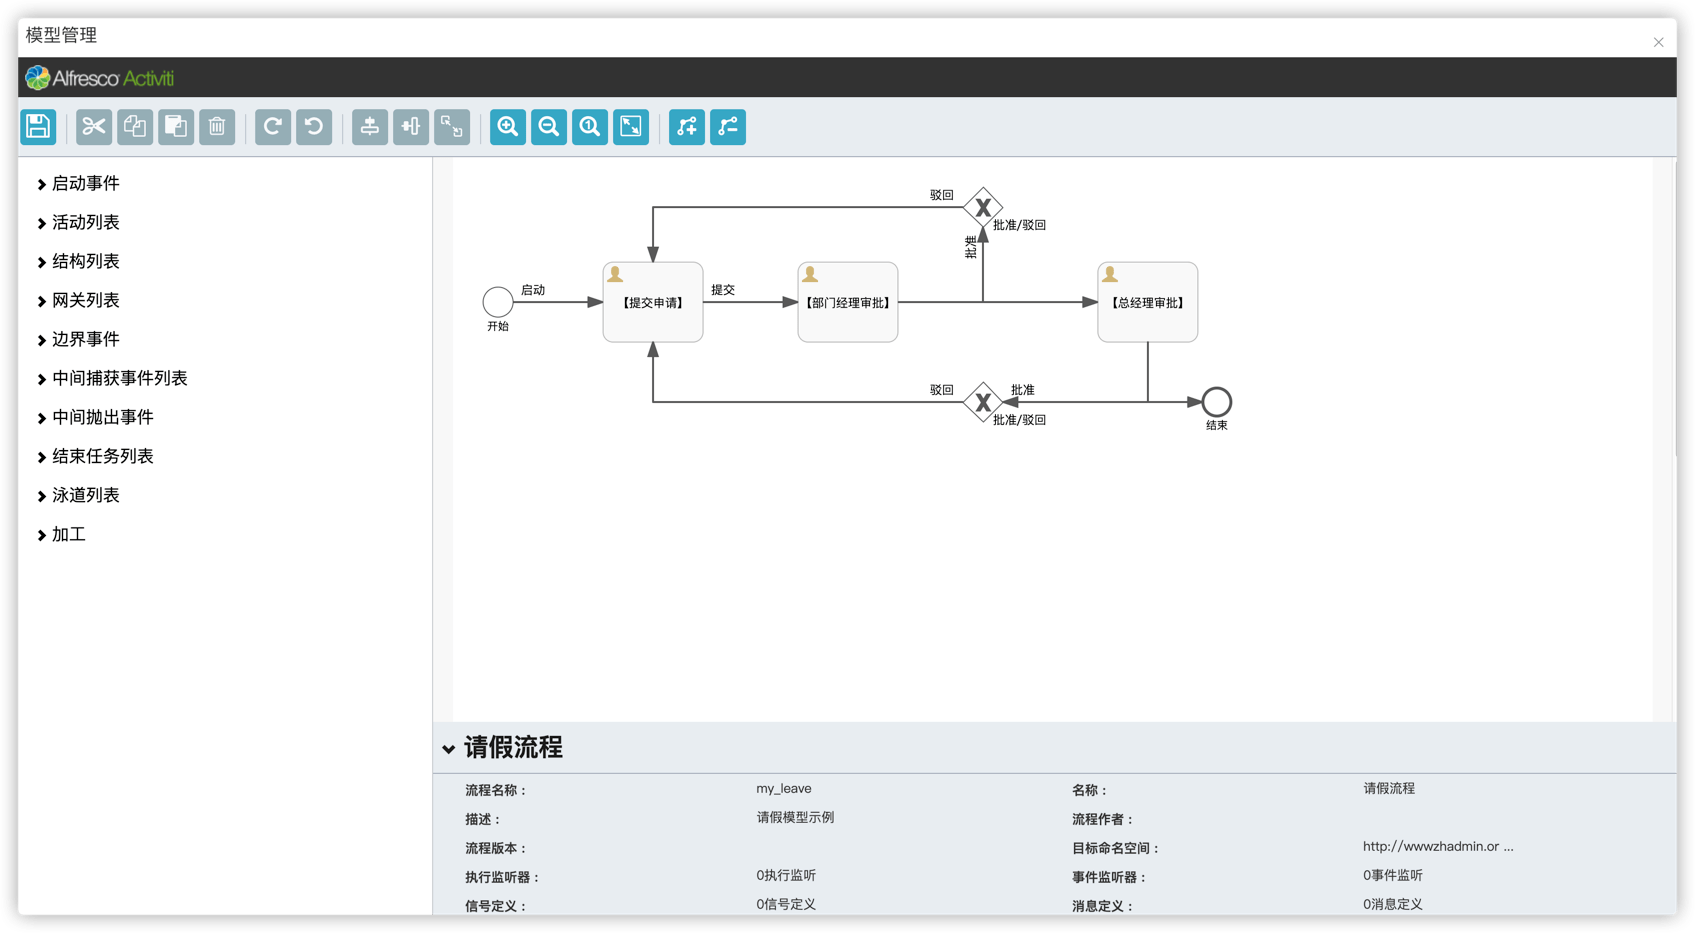 模型管理
Alfresco Activiti
启动事件
活动列表
结构列表
网关列表
边界事件
中间捕获事件列表
中间抛出事件
结束任务列表
泳道列表
加工
驳回
X
批准/驳回
批准
启动
开始
【提交申请】
提交
【部门经理审批】
【总经理审批】
驳回
X
批准
批准/驳回
结束
请假流程
流程名称： my_leave 名称： 请假流程
描述： 请假模型示例 流程作者：
流程版本： 目标命名空间： http://wwwzhadmin.or ...
执行监听器： 0执行监听 事件监听器： 0事件监听
信号定义： 0信号定义 消息定义： 0消息定义